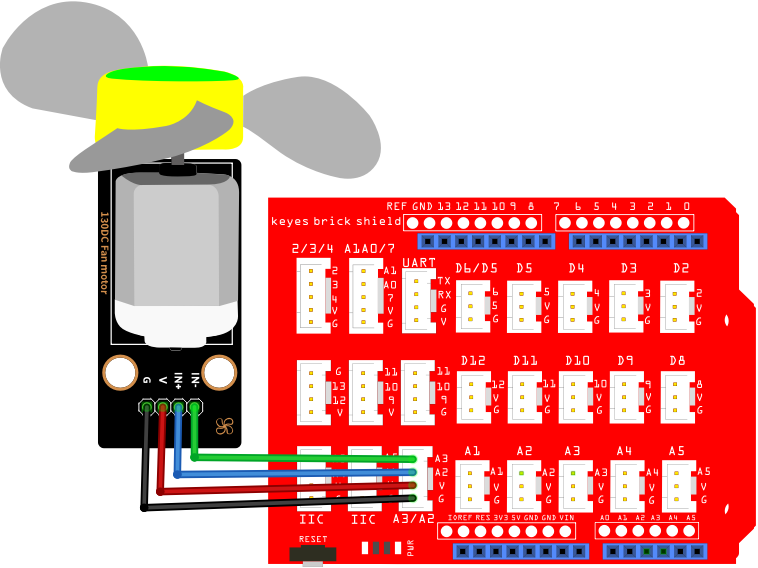 REF GND 13 12 11 10 9 8 7 6 5 4 3 2 1 0
keyes brick shield
130DC Fan motor
G V IN+ IN-
2/3/4 A1A0/7 UART D6/D5 D5 D4 D3 D2
2 A1 TX
3 A0 RX 6 5 4 3 2
4 7 G 5 V V V V
V V V G G G G G
G G
D12 D11 D10 D9 D8
G 11 11
13 10 10 12 11 10 9 8
12 9 9 V V V V V
V G G G G G G G
A1 A2 A3 A4 A5
A3
A2 A1 A2 A3 A4 A5
V V V V V V
G G G G G G G G
IIC IIC A3/A2
IOREF RES 3V3 5V GND GND VIN A0 A1 A2 A3 A4 A5
RESET
PWR